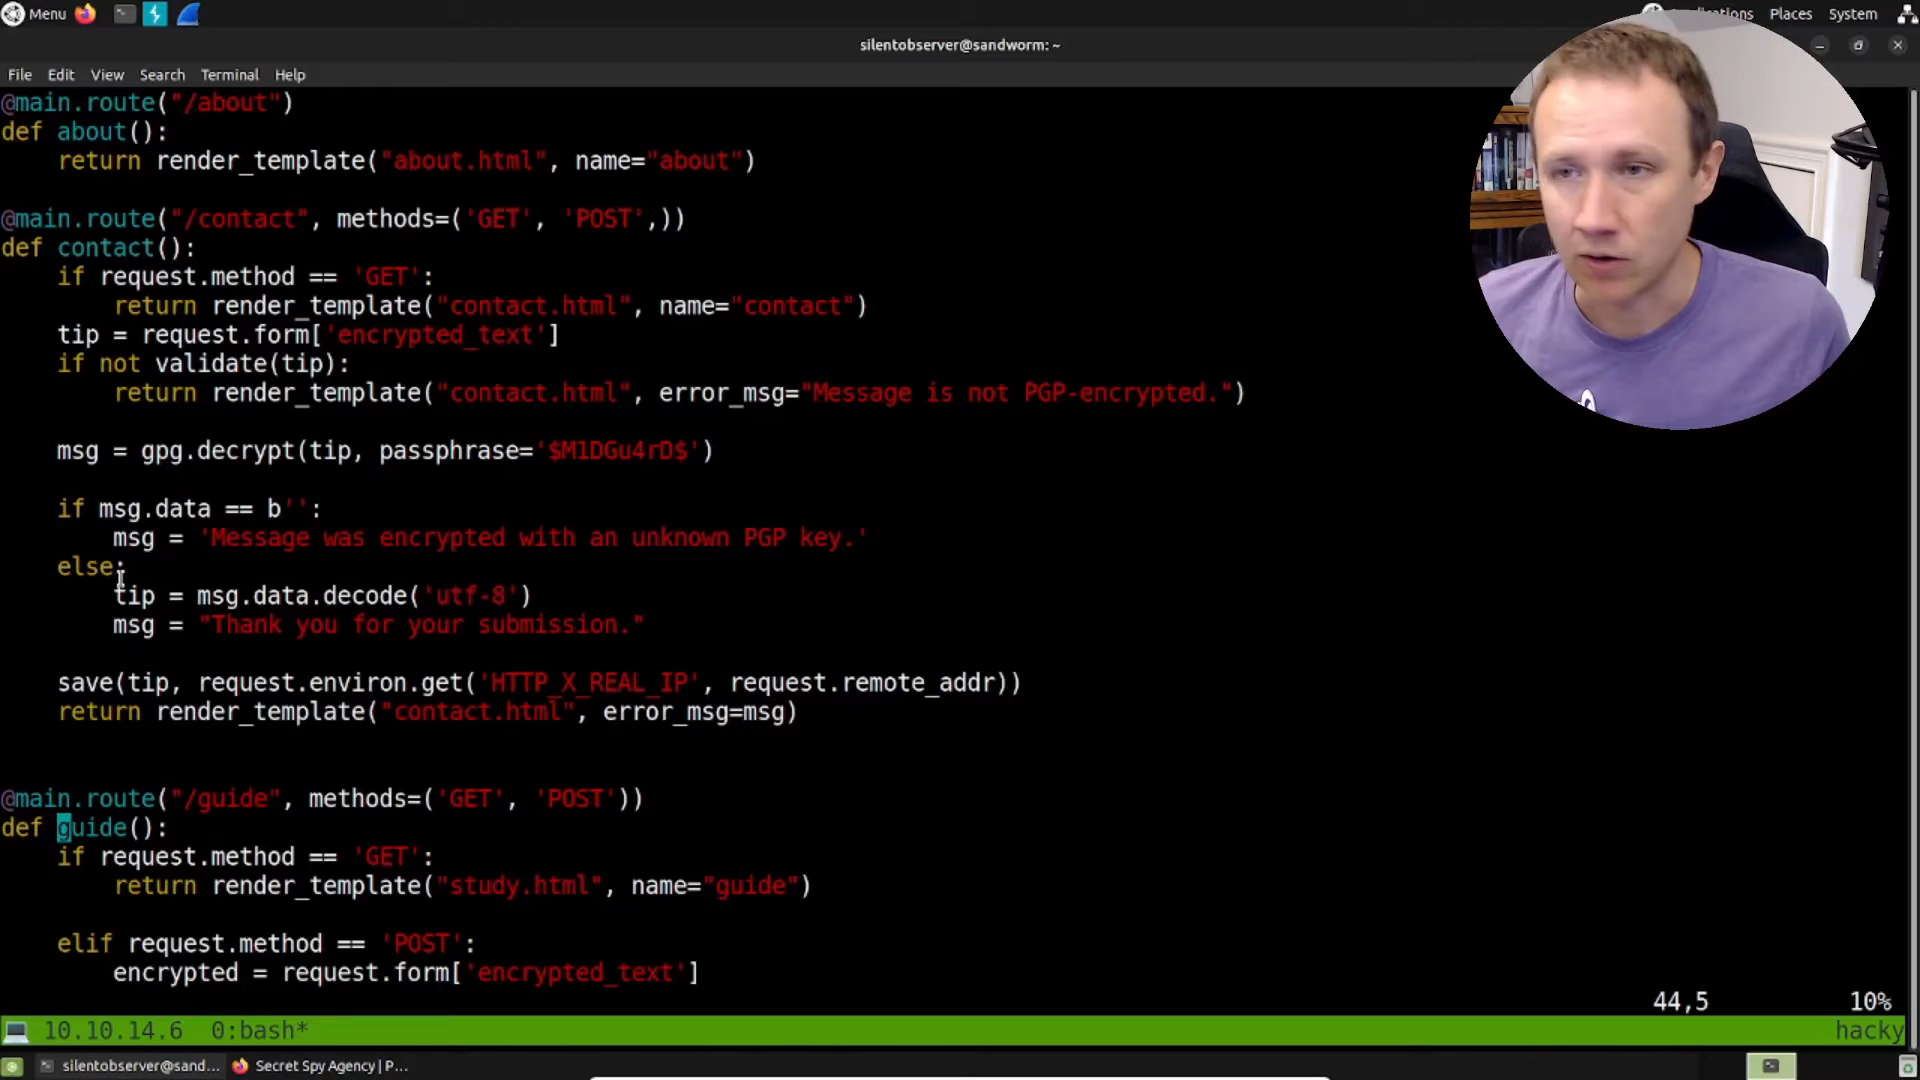 Menu
Places System
silentobserver@sandworm: ~
File Edit View Search Terminal Help
@main.route("/about")
def about():
    return render_template("about.html", name="about")
@main.route("/contact", methods=('GET', 'POST',))
def contact():
    if request.method == 'GET':
        return render_template("contact.html", name="contact")
    tip = request.form['encrypted_text']
    if not validate(tip):
        return render_template("contact.html", error_msg="Message is not PGP-encrypted.")
    msg = gpg.decrypt(tip, passphrase='$M1DGu4rD$')
    if msg.data == b'':
        msg = 'Message was encrypted with an unknown PGP key.'
    else:
        tip = msg.data.decode('utf-8')
        msg = "Thank you for your submission."
    save(tip, request.environ.get('HTTP_X_REAL_IP', request.remote_addr))
    return render_template("contact.html", error_msg=msg)
@main.route("/guide", methods=('GET', 'POST'))
def guide():
    if request.method == 'GET':
        return render_template("study.html", name="guide")
    elif request.method == 'POST':
        encrypted = request.form['encrypted_text']
44,5 10%
10.10.14.6 0:bash* hacky
silentobserver@sand... Secret Spy Agency | P...